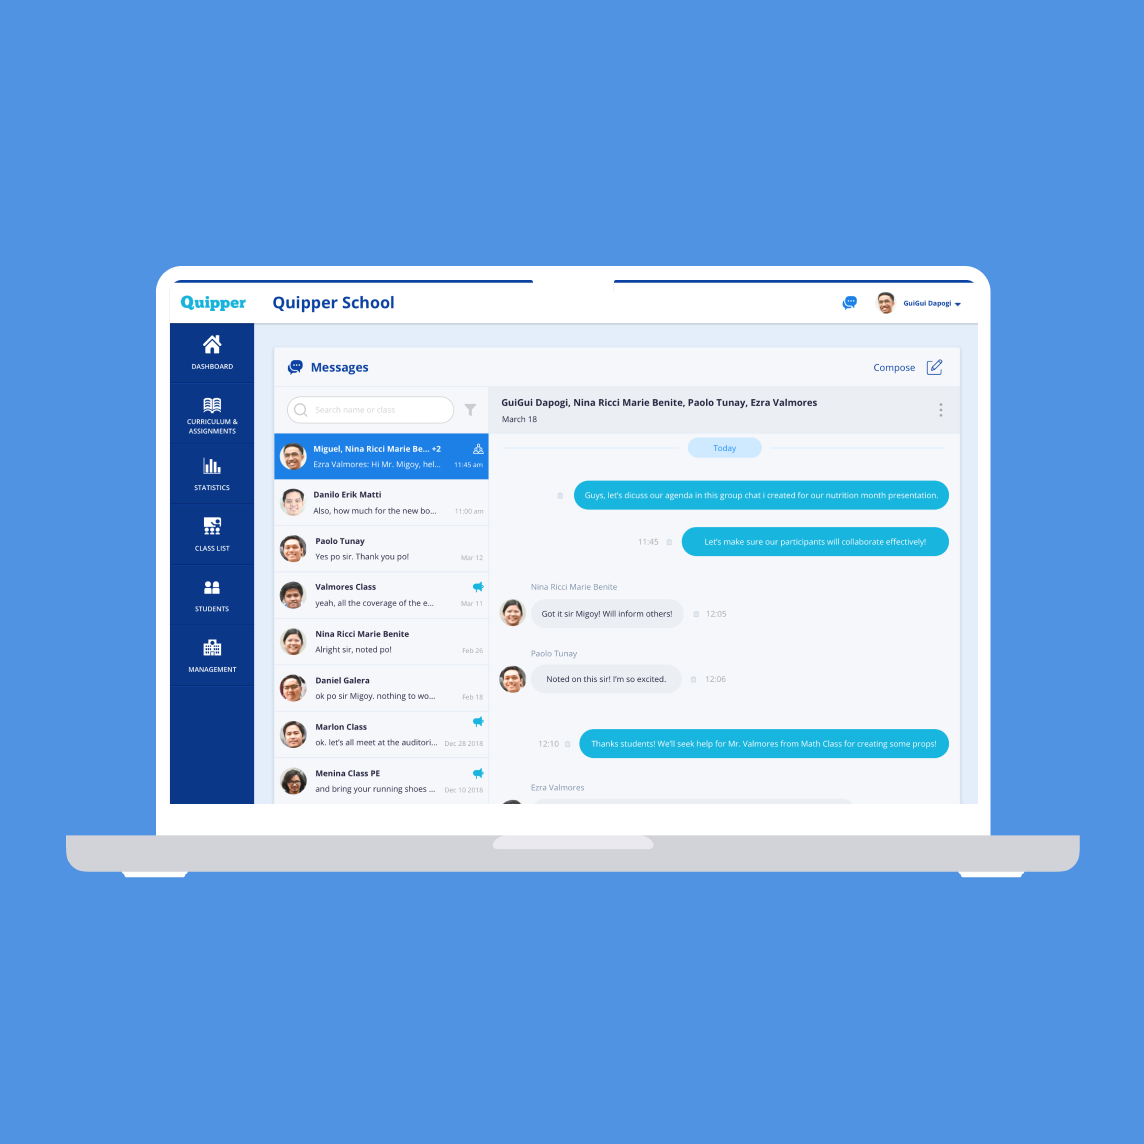 Quipper
Quipper School
GuiGui Dapogi
DASHBOARD
CURRICULUM &
ASSIGNMENTS
STATISTICS
CLASS LIST
STUDENTS
MANAGEMENT
Messages
Compose
Search name or class
Miguel, Nina Ricci Marie Be... +2
Ezra Valmores: Hi Mr. Migoy, hel...
11:45 am
Danilo Erik Matti
Also, how much for the new bo...
11:00 am
Paolo Tunay
Yes po sir. Thank you po!
Mar 12
Valmores Class
yeah, all the coverage of the e...
Mar 11
Nina Ricci Marie Benite
Alright sir, noted po!
Feb 26
Daniel Galera
ok po sir Migoy. nothing to wo...
Feb 18
Marlon Class
ok. let's all meet at the auditori...
Dec 28 2018
Menina Class PE
and bring your running shoes ...
Dec 10 2018
GuiGui Dapogi, Nina Ricci Marie Benite, Paolo Tunay, Ezra Valmores
March 18
Today
Guys, let's dicuss our agenda in this group chat i created for our nutrition month presentation.
11:45
Let's make sure our participants will collaborate effectively!
Nina Ricci Marie Benite
Got it sir Migoy! Will inform others!
12:05
Paolo Tunay
Noted on this sir! I'm so excited.
12:06
12:10
Thanks students! We'll seek help for Mr. Valmores from Math Class for creating some props!
Ezra Valmores